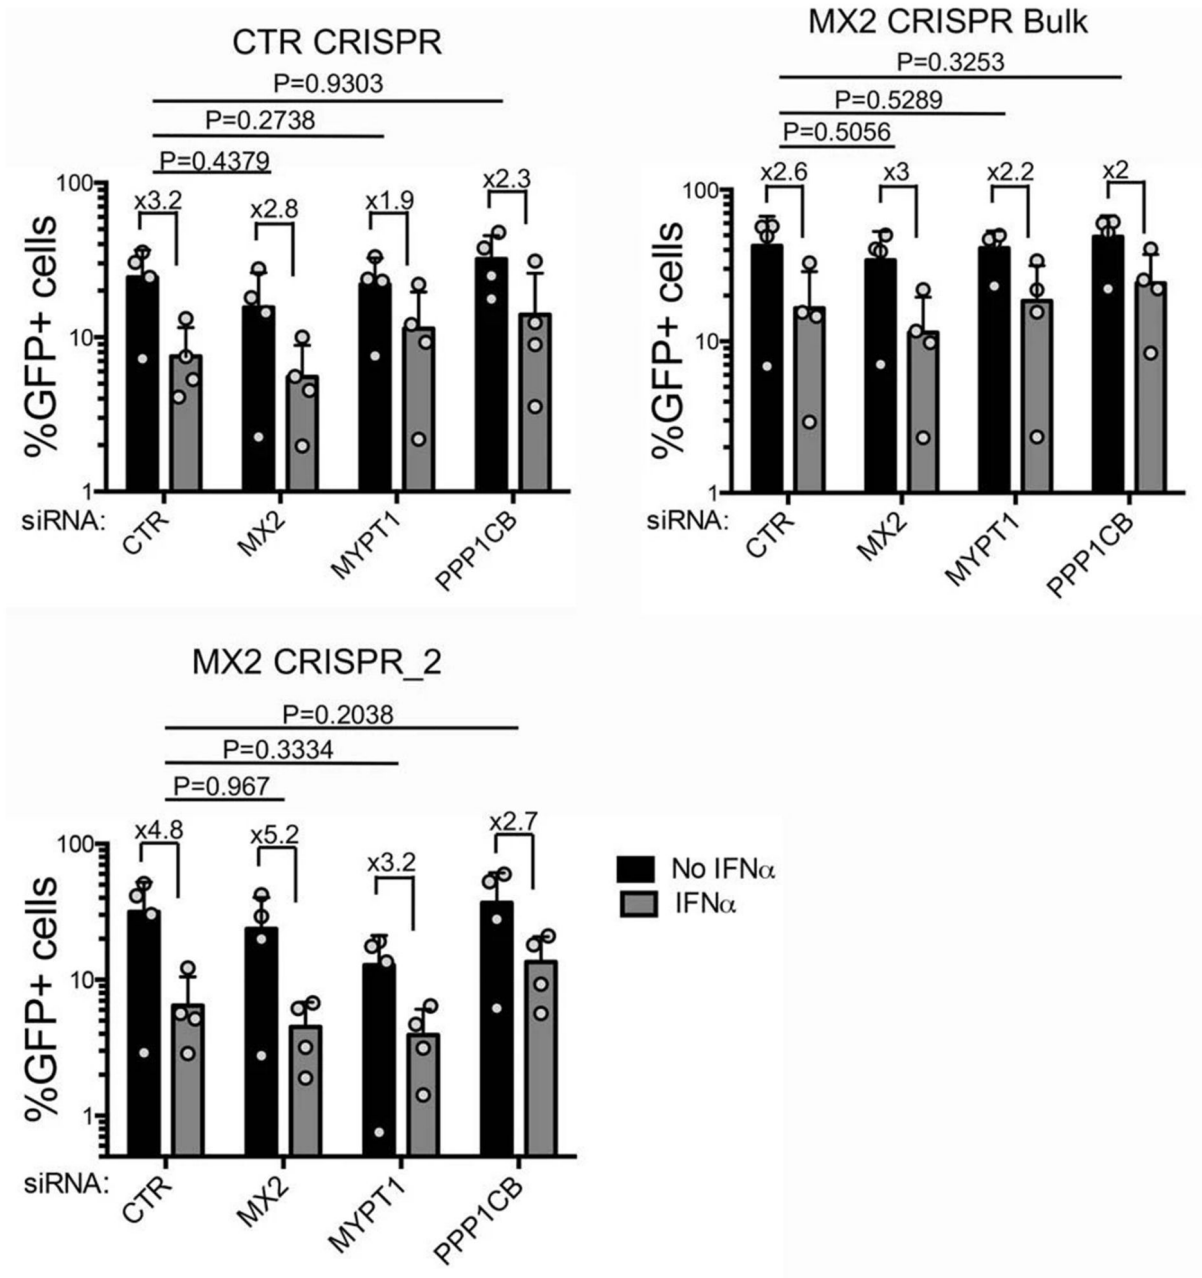 CTR CRISPR
P=0.9303
P=0.2738
P=0.4379
x3.2
x2.8
x1.9
x2.3
%GFP+ cells
100
10
1
siRNA:
CTR
MX2
MYPT1
PPP1CB
MX2 CRISPR Bulk
P=0.3253
P=0.5289
P=0.5056
x2.6
x3
x2.2
x2
%GFP+ cells
100
10
1
siRNA:
CTR
MX2
MYPT1
PPP1CB
MX2 CRISPR_2
P=0.2038
P=0.3334
P=0.967
x4.8
x5.2
x3.2
x2.7
%GFP+ cells
100
10
1
siRNA:
CTR
MX2
MYPT1
PPP1CB
No IFNα
IFNα